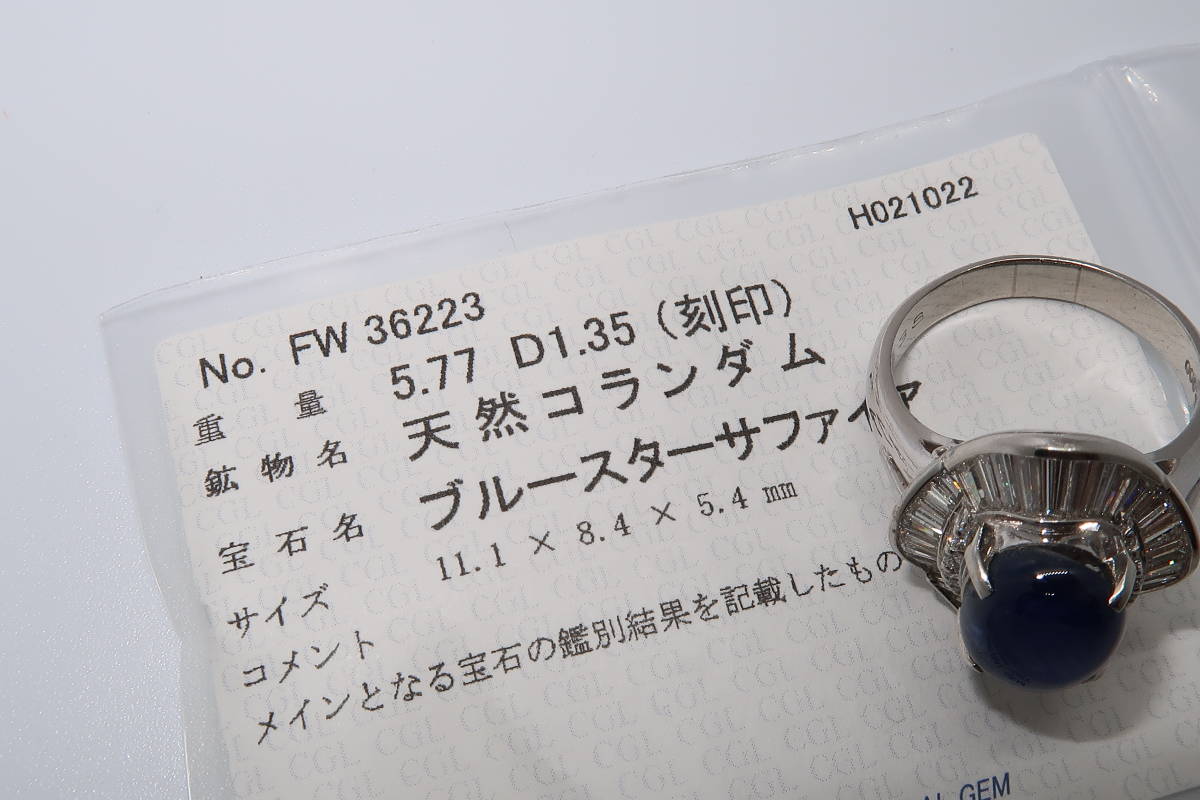 H021022
No. FW 36223
重量 5.77 D1.35 (刻印)
鉱物名 天然コランダム
宝石名 ブルースターサファイァ
サイズ 11.1 × 8.4 × 5.4 mm
コメント
メインとなる宝石の鑑別結果を記載したもの
GEM